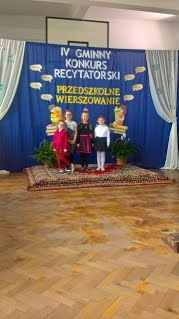 IV GMINNY
KONKURS
RECYTATORSKI
PRZEDSZKOLNE
WIERSZOWANIE